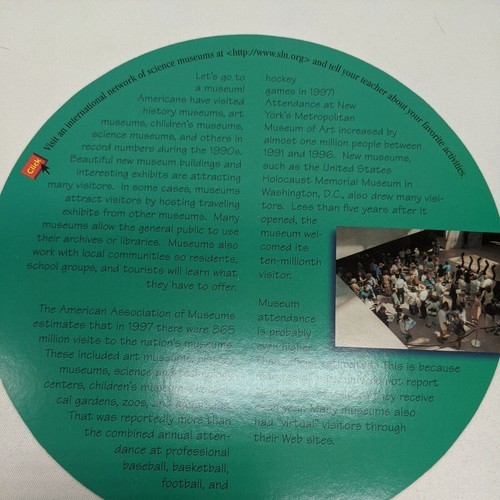 Visit an international network of science museums at <http://www.sln.org> and tell your teacher about your favorite activities.
Click
Let's go to
a museum!
Americans have visited
history museums, art
museums, children's museums,
science museums, and others in
record numbers during the 1990s.
Beautiful new museum buildings and
interesting exhibits are attracting
many visitors. In some cases, museums
attract visitors by hosting traveling
exhibits from other museums. Many
museums allow the general public to use
their archives or libraries. Museums also
work with local communities so residents,
school groups, and tourists will learn what
they have to offer.
The American Association of Museums
estimates that in 1997 there were 865
million visits to the nation's museums.
These included art museums,
museums, science
centers, children's
cal gardens, zoos,
That was reportedly more than
the combined annual atten-
dance at professional
baseball, basketball,
football, and
hockey
games in 1997!
Attendance at New
York's Metropolitan
Museum of Art increased by
almost one million people between
1991 and 1996. New museums,
such as the United States
Holocaust Memorial Museum in
Washington, D.C., also drew many visi-
tors. Less than five years after it
opened, the
museum wel-
comed its
ten-millionth
visitor.
Museum
attendance
is probably
This is because
not report
they receive
year. Many museums also
had "virtual" visitors through
their Web sites.